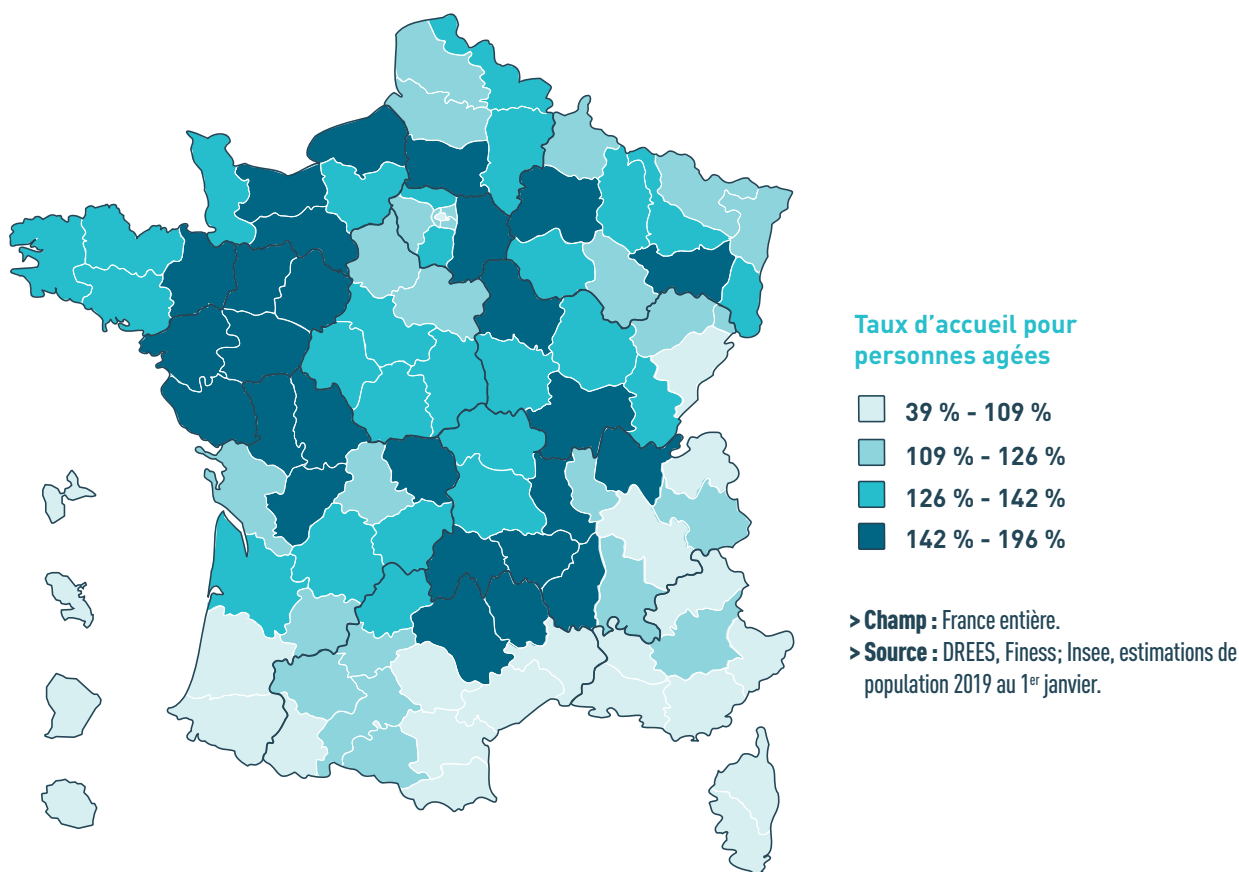 Taux d’accueil pour
personnes agées
39 % - 109 %
109 % - 126 %
126 % - 142 %
142 % - 196 %
> Champ : France entière.
> Source : DREES, Finess; Insee, estimations de
population 2019 au 1er janvier.